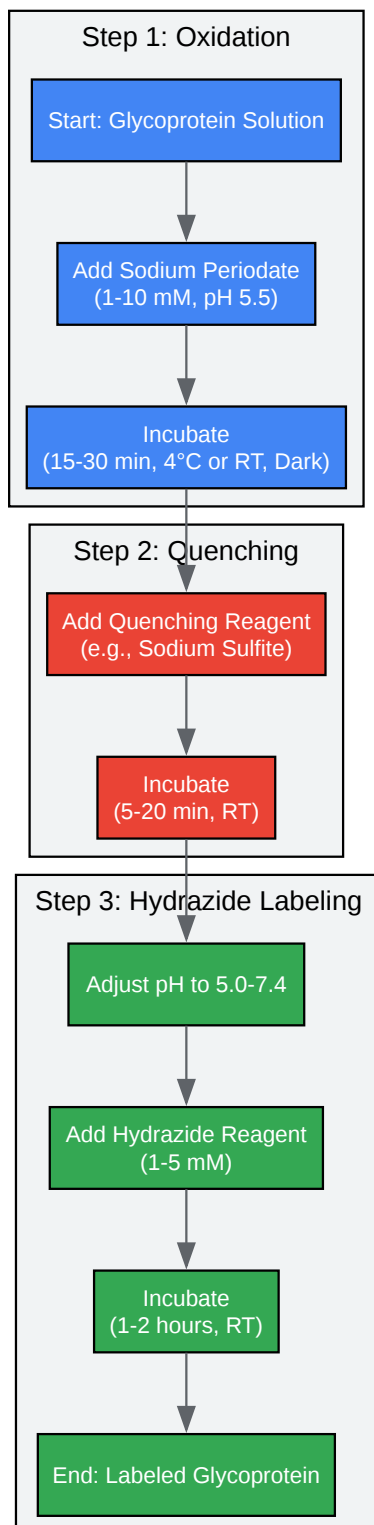 Step 1: Oxidation
Start: Glycoprotein Solution
Add Sodium Periodate
(1-10 mM, pH 5.5)
Incubate
(15-30 min, 4°C or RT, Dark)
Step 2: Quenching
Add Quenching Reagent
(e.g., Sodium Sulfite)
Incubate
(5-20 min, RT)
Step 3: Hydrazide Labeling
Adjust pH to 5.0-7.4
Add Hydrazide Reagent
(1-5 mM)
Incubate
(1-2 hours, RT)
End: Labeled Glycoprotein